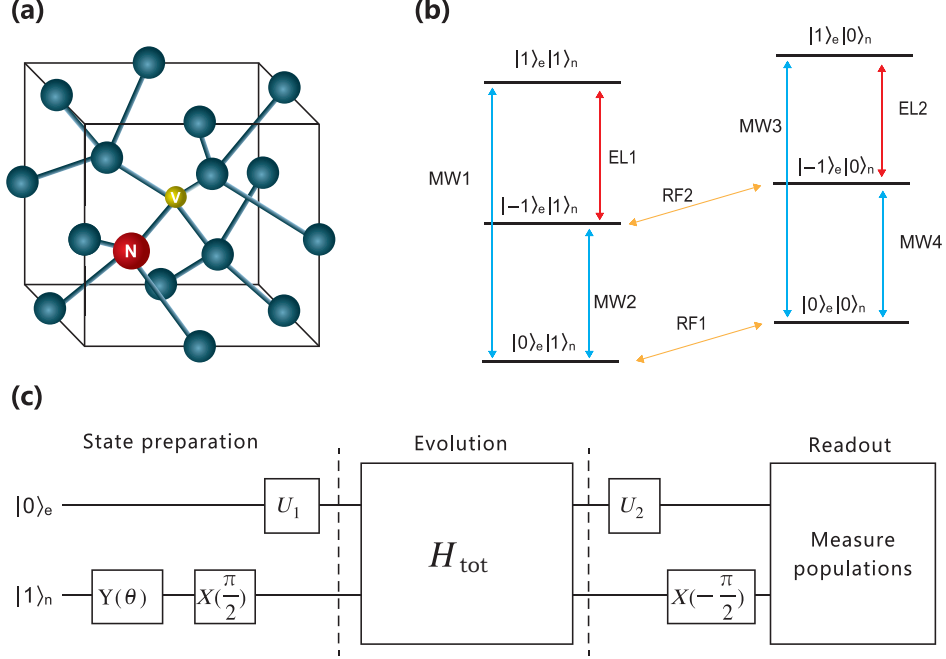 (a)
V
N
(b)
|1⟩ₑ|1⟩ₙ
MW1
EL1
|−1⟩ₑ|1⟩ₙ
MW2
|0⟩ₑ|1⟩ₙ
RF2
RF1
|1⟩ₑ|0⟩ₙ
MW3
EL2
|−1⟩ₑ|0⟩ₙ
MW4
|0⟩ₑ|0⟩ₙ
(c)
State preparation
Evolution
Readout
|0⟩ₑ
U₁
H_tot
U₂
Measure
populations
|1⟩ₙ
Y(θ)
X(π/2)
X(−π/2)